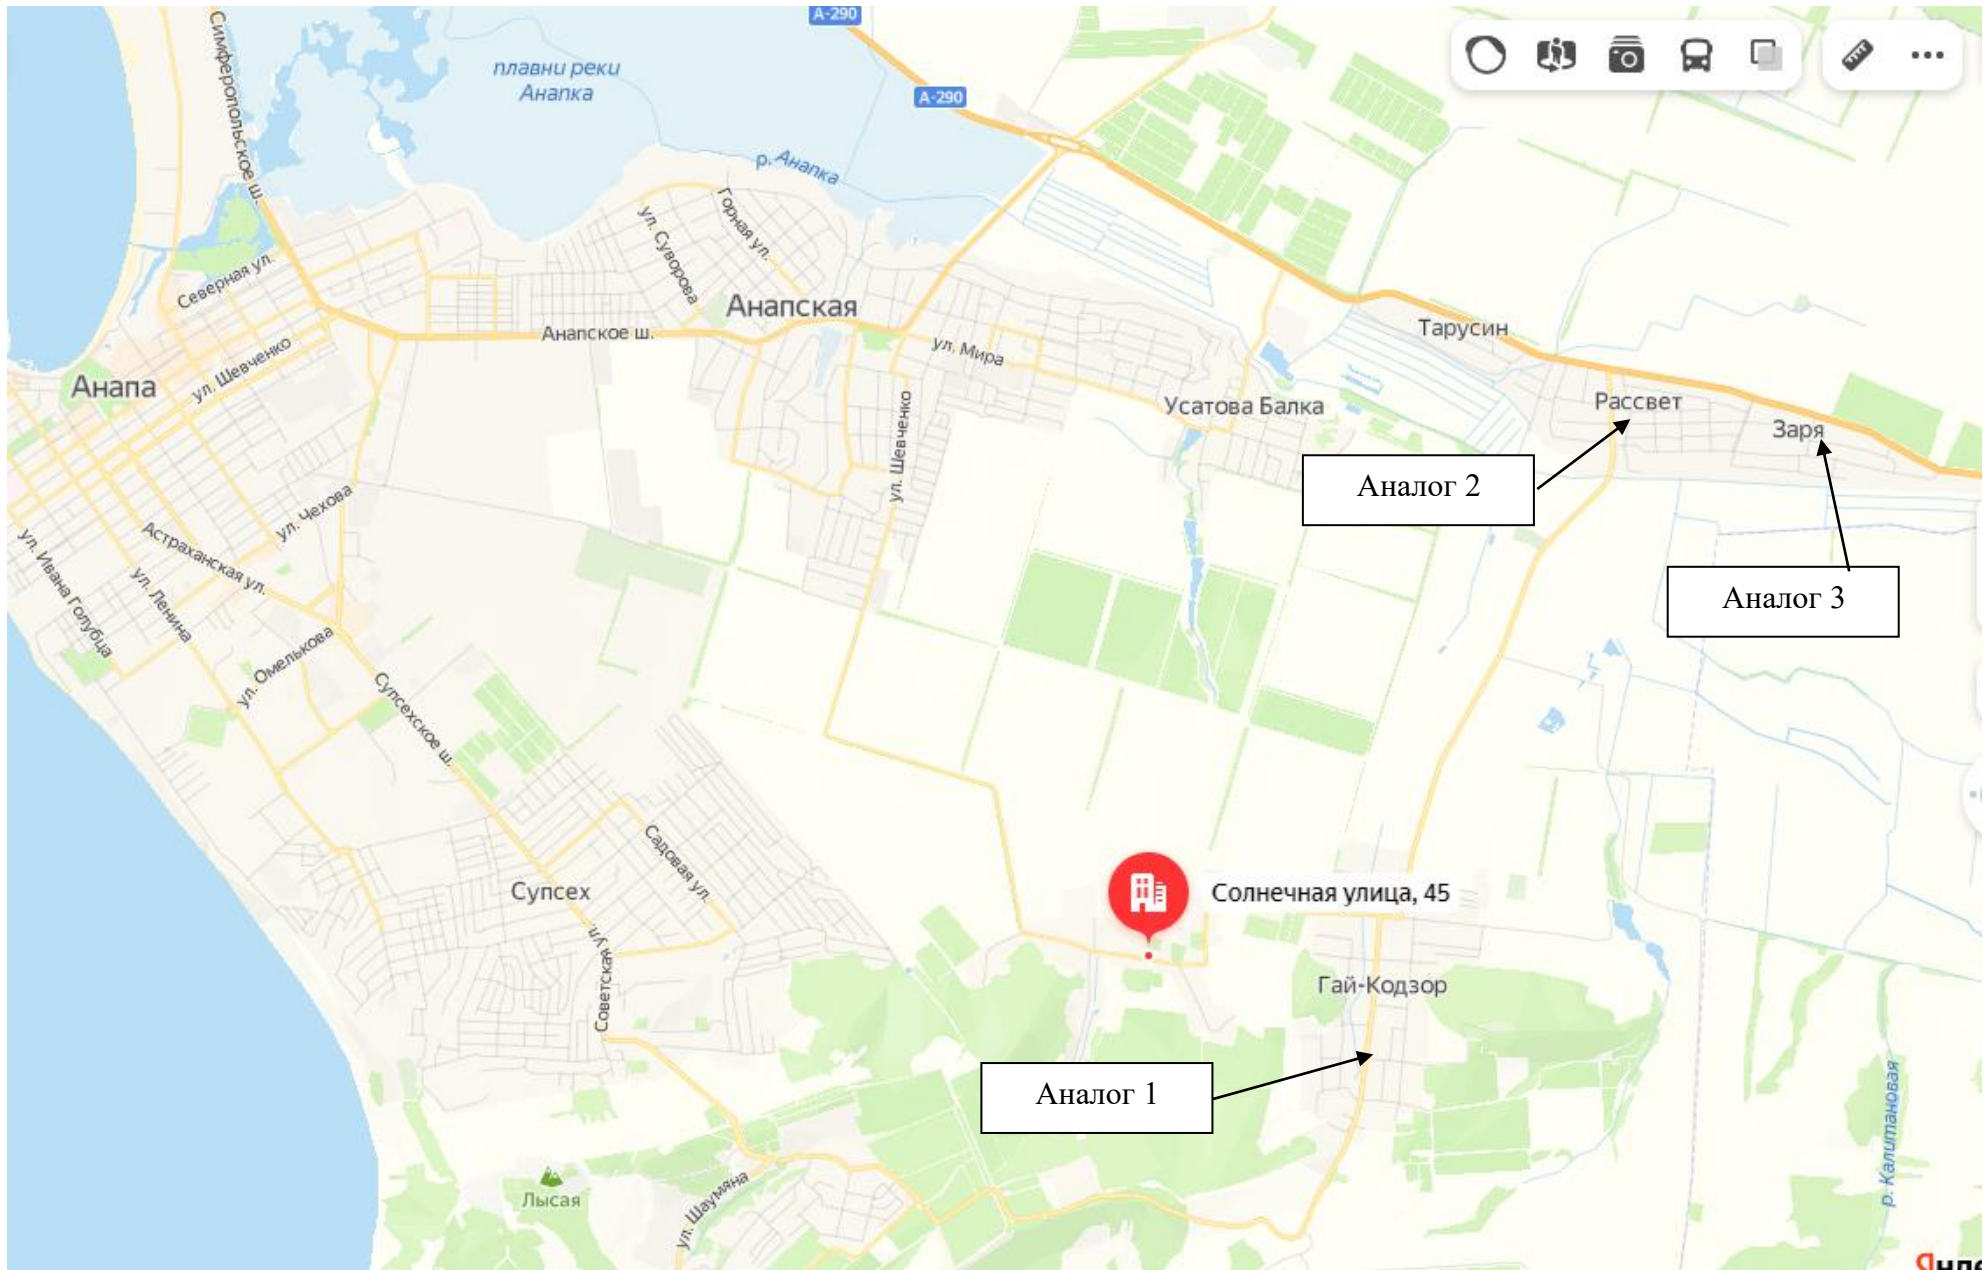 А-290
Симферопольское ш.
плавни реки
Анапка
А-290
р. Анапка
Горная ул.
ул. Суворова
Северная ул.
Анапская
Анапское ш.
Тарусин
ул. Мира
ул. Шевченко
Анапа
Рассвет
Усатова Балка
Заря
ул. Шевченко
Аналог 2
ул. Чехова
Астраханская ул.
ул. Ивана Голубца
ул. Ленина
Аналог 3
ул. Омелькова
Супсехское ш.
Садовая ул.
Супсех
Солнечная улица, 45
Советская ул.
Гай-Кодзор
Аналог 1
р. Калитановая
Лысая
ул. Шаумяна